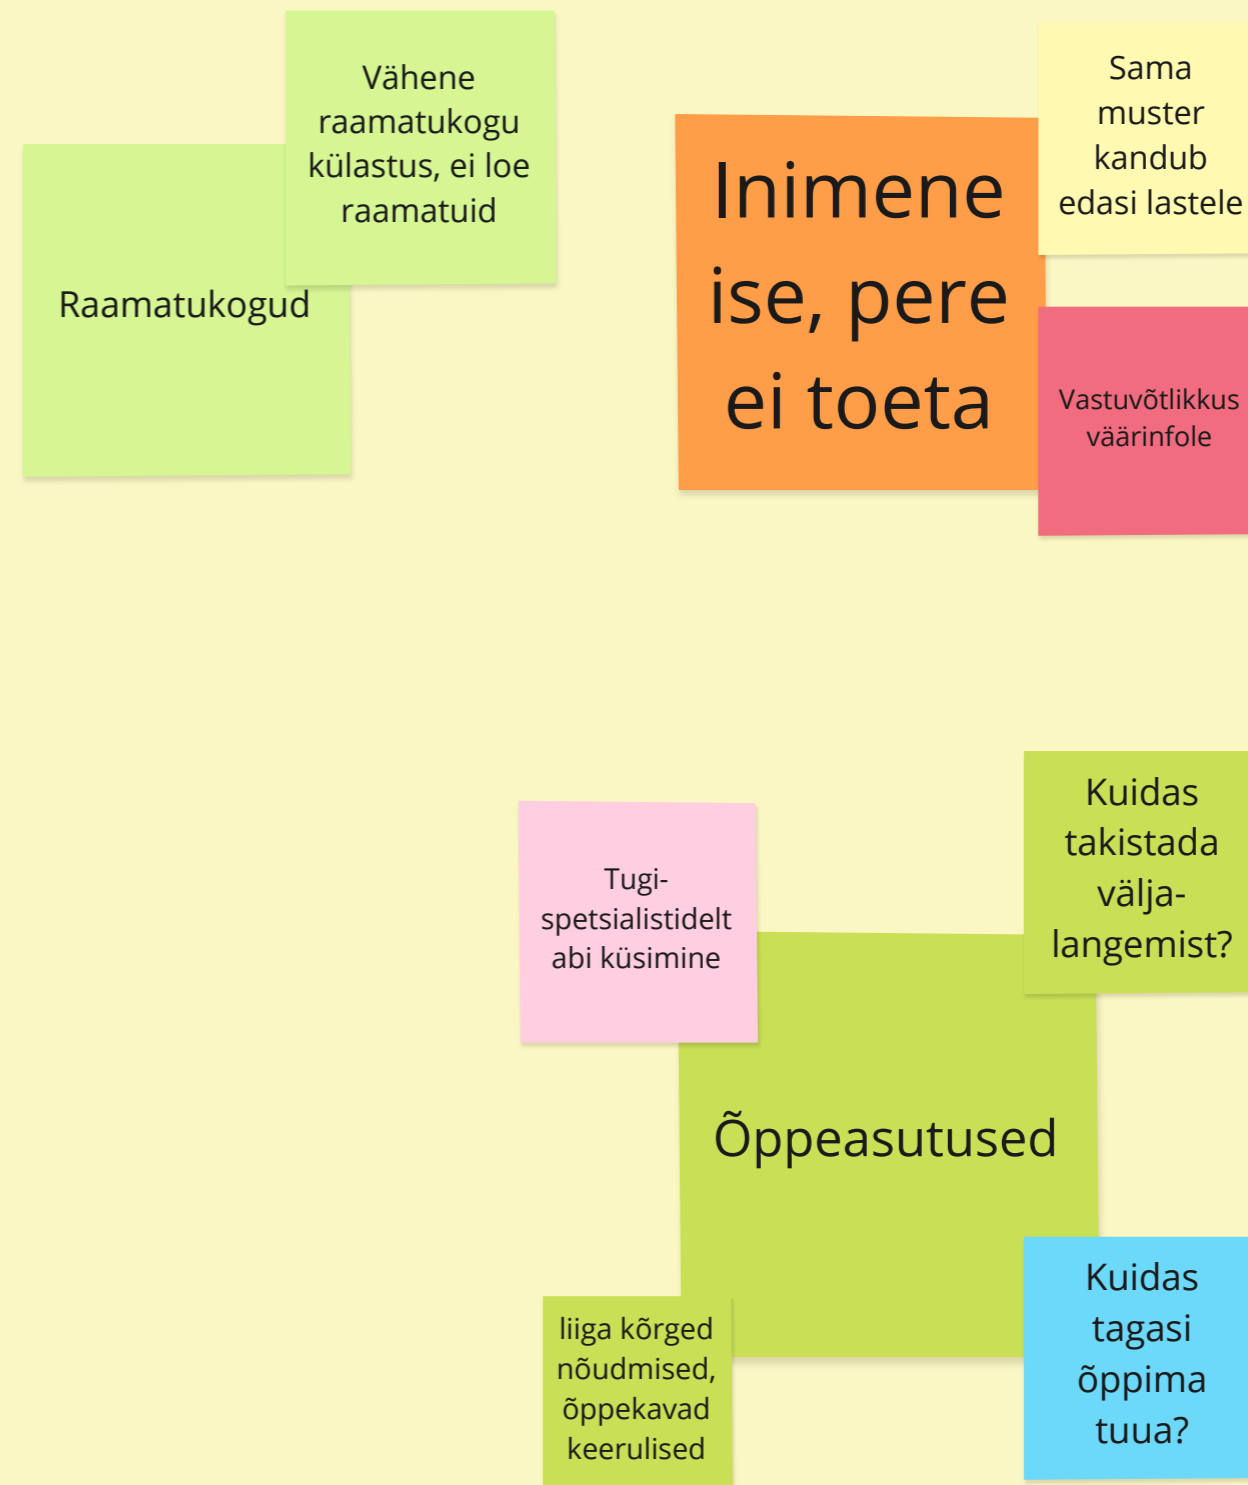 Vähene
raamatukogu
külastus, ei loe
raamatuid
Raamatukogud
Inimene
ise, pere
ei toeta
Sama
muster
kandub
edasi lastele
Vastuvõtlikkus
väärinfole
Tugi-
spetsialistidelt
abi küsimine
Kuidas
takistada
välja-
langemist?
Õppeasutused
liiga kõrged
nõudmised,
õppekavad
keerulised
Kuidas
tagasi
õppima
tuua?